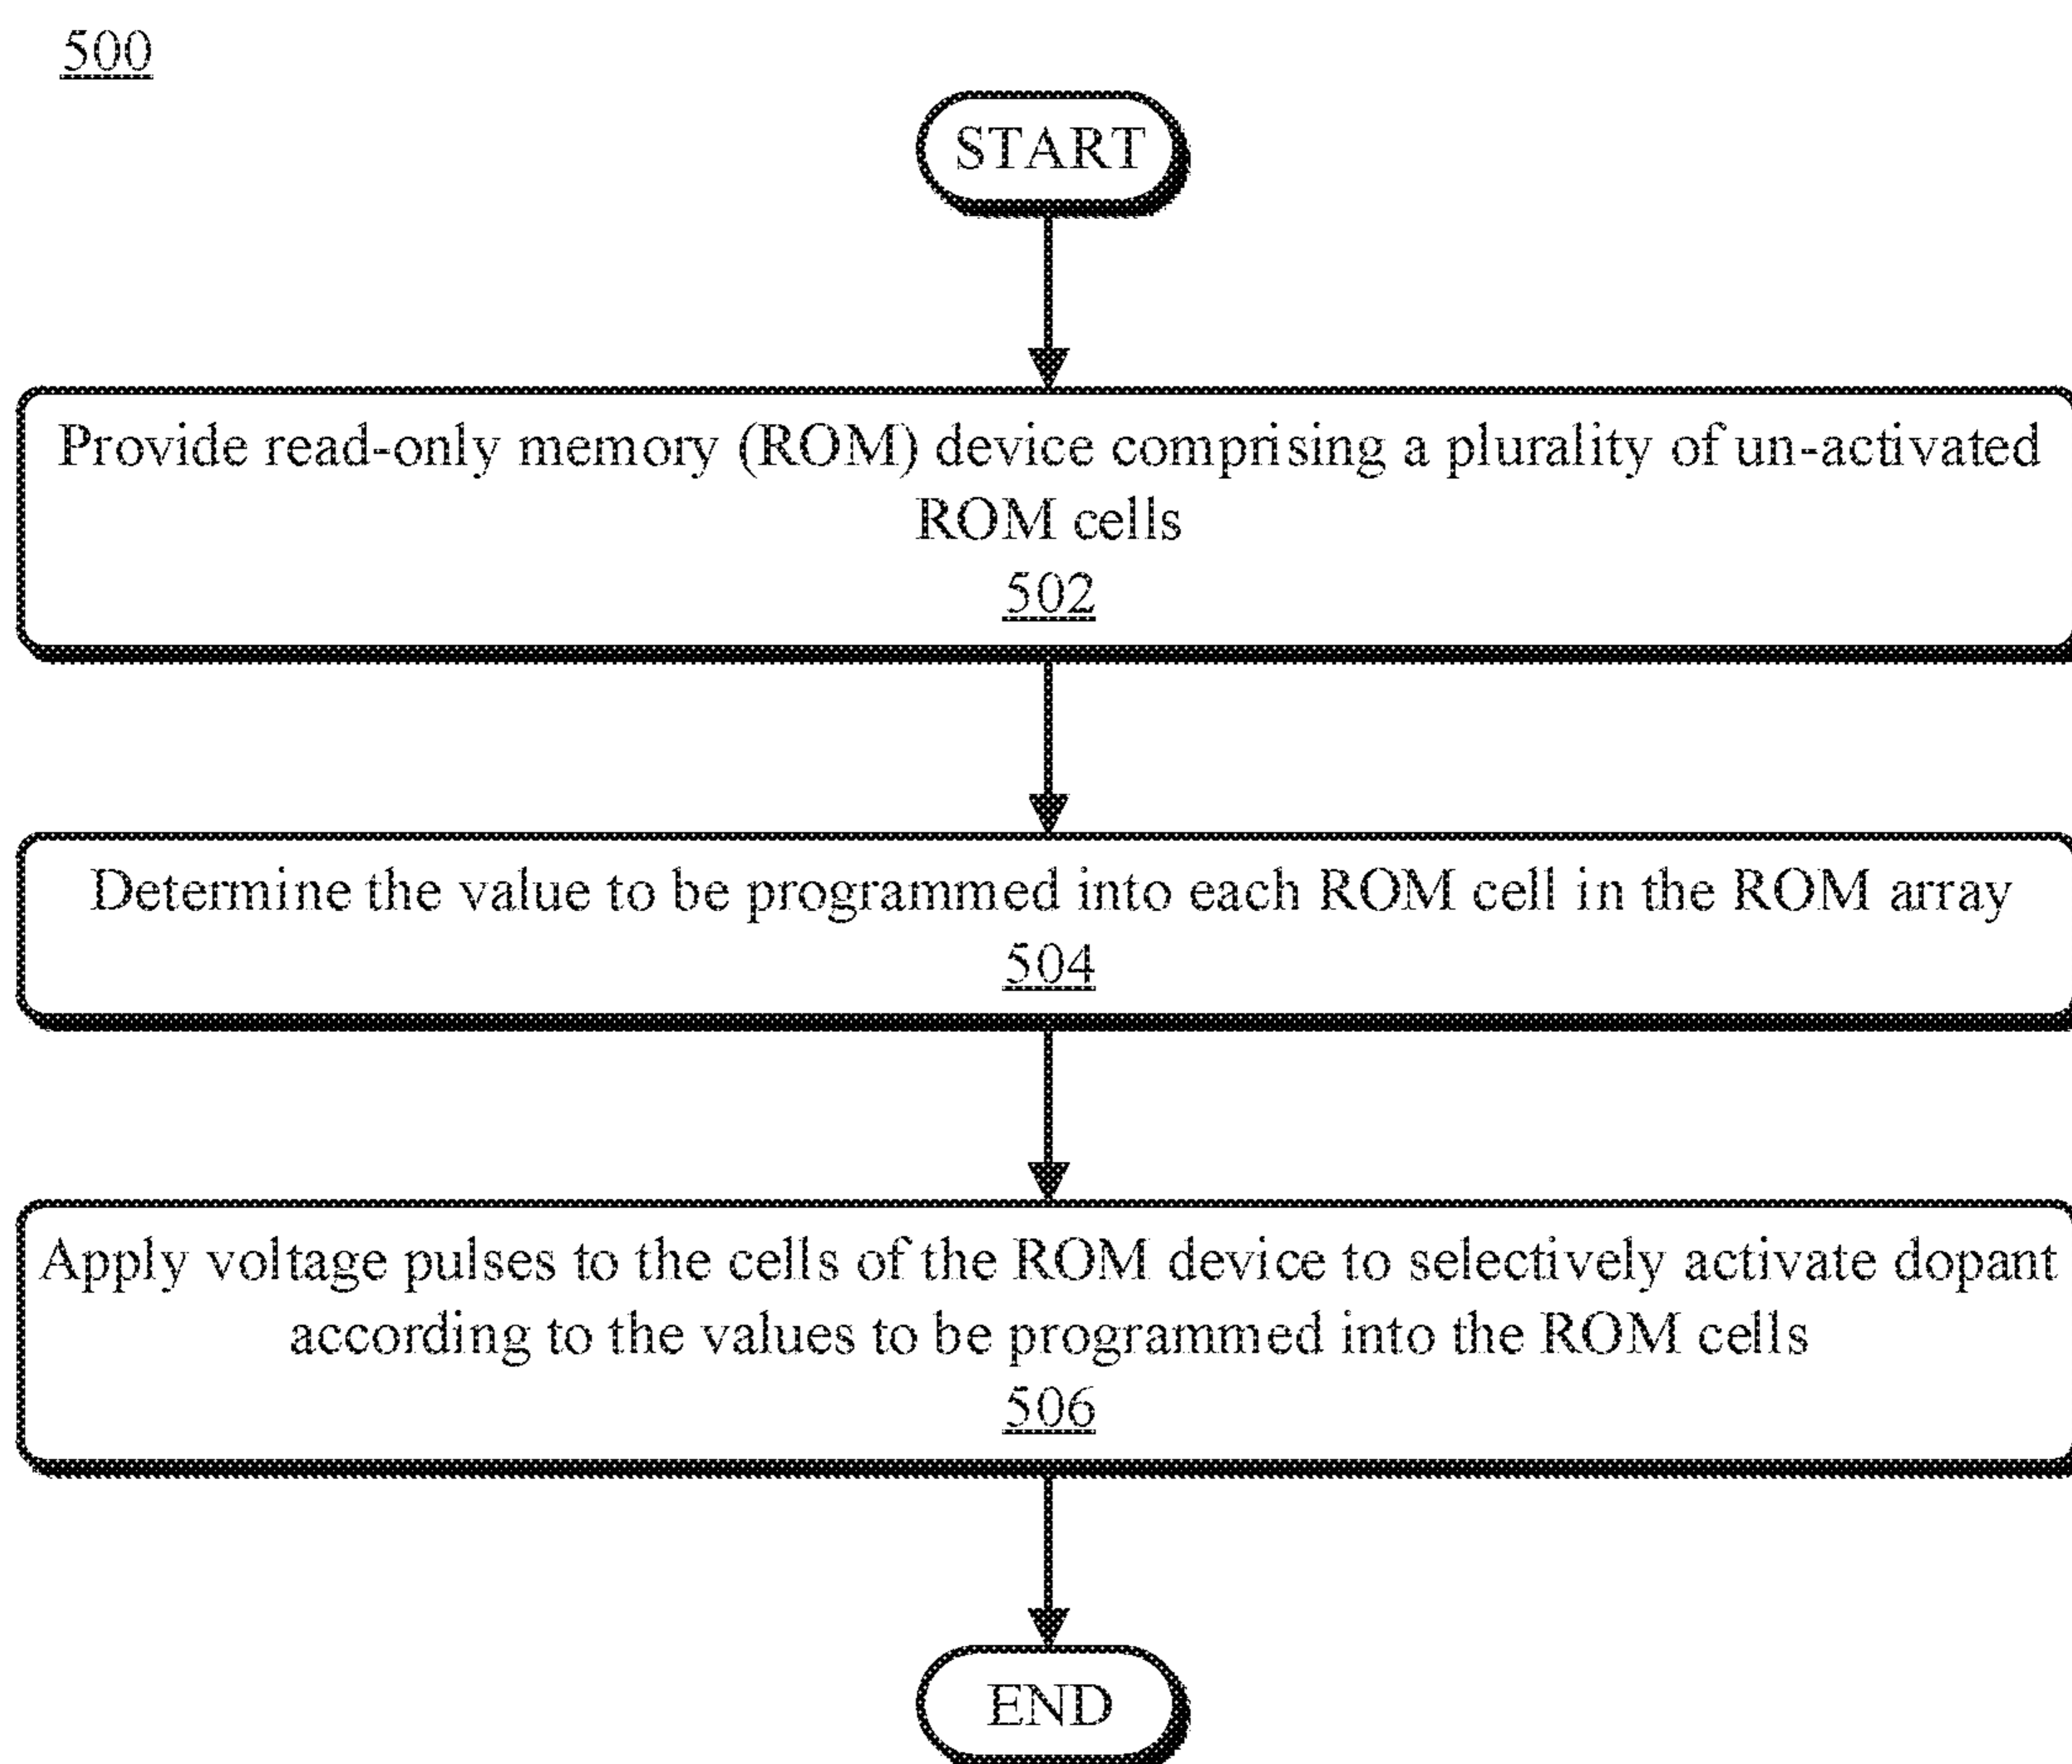 500
START
Provide read-only memory (ROM) device comprising a plurality of un-activated
ROM cells
502
Determine the value to be programmed into each ROM cell in the ROM array
504
Apply voltage pulses to the cells of the ROM device to selectively activate dopant
according to the values to be programmed into the ROM cells
506
END